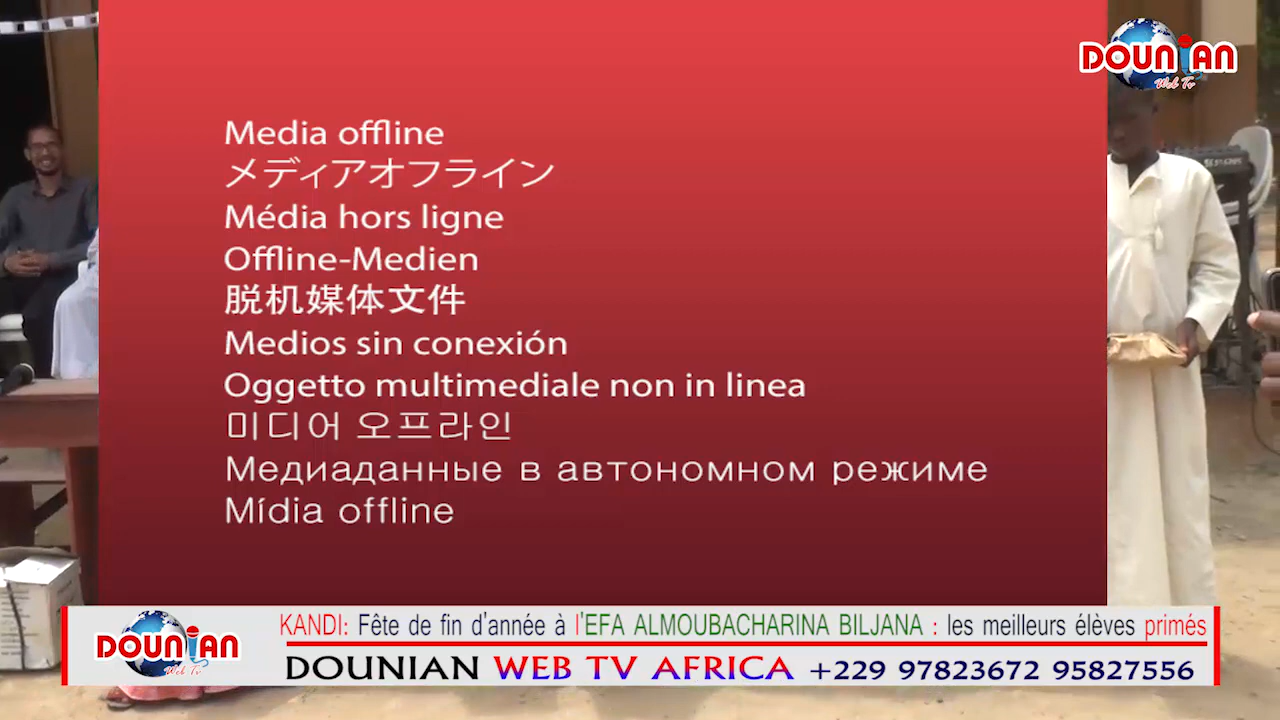 DOUNIAN
Web Tv
Media offline
メディアオフライン
Média hors ligne
Offline-Medien
脱机媒体文件
Medios sin conexión
Oggetto multimediale non in linea
미디어 오프라인
Медиаданные в автономном режиме
Mídia offline
DOUNIAN
Web Tv
KANDI: Fête de fin d'année à l'EFA ALMOUBACHARINA BILJANA : les meilleurs élèves primés
DOUNIAN WEB TV AFRICA +229 97823672 95827556